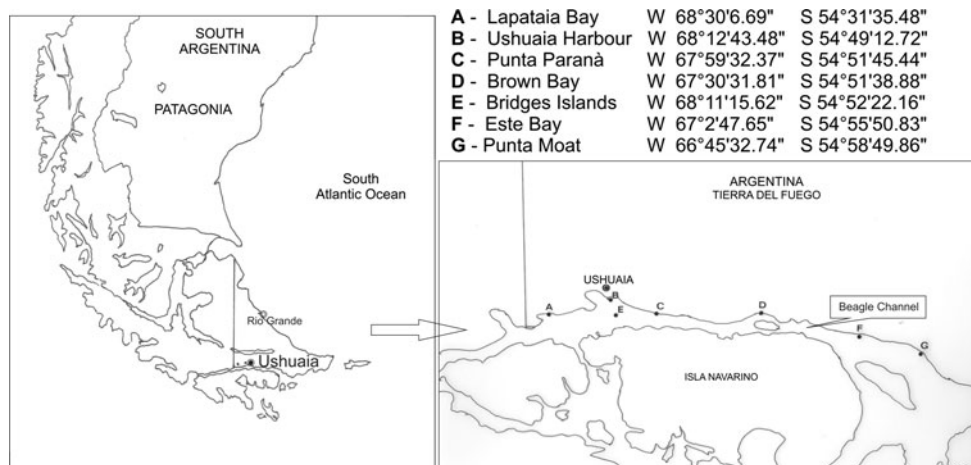 SOUTH
ARGENTINA
PATAGONIA
South
Atlantic Ocean
Rio Grande
Ushuaia
A - Lapataia Bay W 68°30'6.69" S 54°31'35.48"
B - Ushuaia Harbour W 68°12'43.48" S 54°49'12.72"
C - Punta Paranà W 67°59'32.37" S 54°51'45.44"
D - Brown Bay W 67°30'31.81" S 54°51'38.88"
E - Bridges Islands W 68°11'15.62" S 54°52'22.16"
F - Este Bay W 67°2'47.65" S 54°55'50.83"
G - Punta Moat W 66°45'32.74" S 54°58'49.86"
ARGENTINA
TIERRA DEL FUEGO
USHUAIA
B
A
E
C
D
Beagle Channel
F
G
ISLA NAVARINO